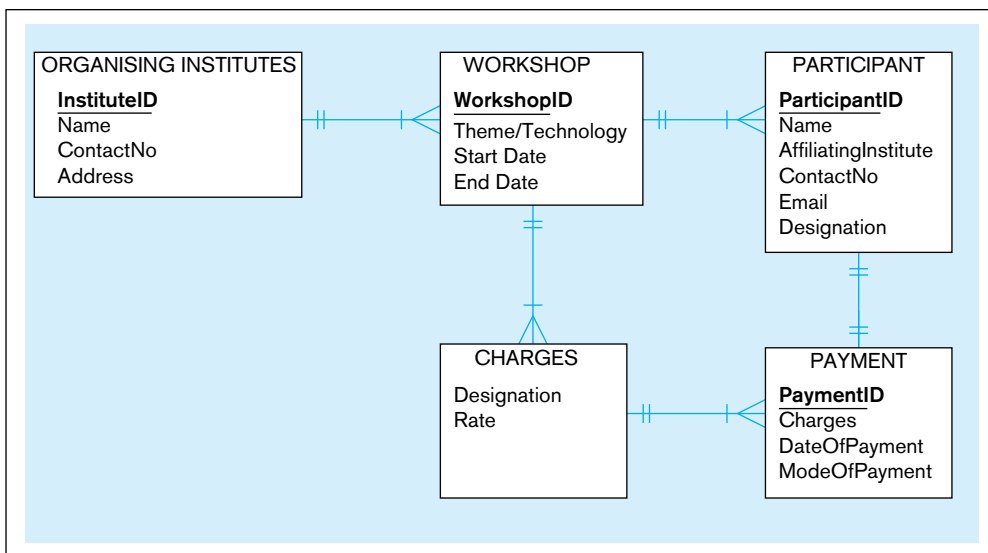 ORGANISING INSTITUTES
InstituteID
Name
ContactNo
Address
WORKSHOP
WorkshopID
Theme/Technology
Start Date
End Date
PARTICIPANT
ParticipantID
Name
AffiliatingInstitute
ContactNo
Email
Designation
CHARGES
Designation
Rate
PAYMENT
PaymentID
Charges
DateOfPayment
ModeOfPayment